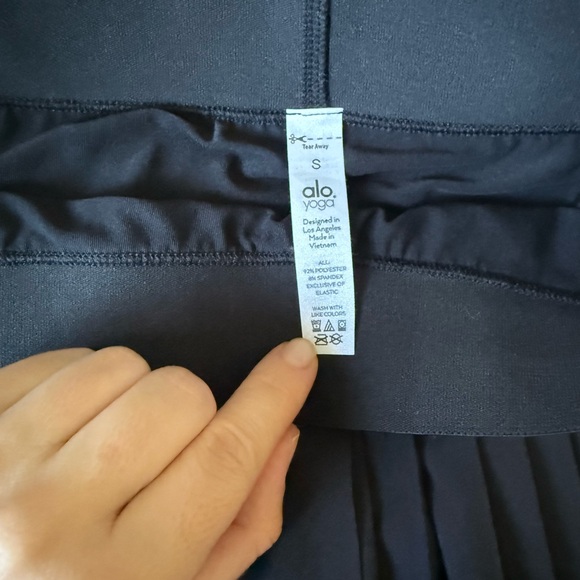 alo
Tear Away
S
alo
yoga
Designed in
Los Angeles
Made in
Vietnam
ALL:
92% POLYESTER
8% SPANDEX
EXCLUSIVE OF
ELASTIC
WASH WITH
LIKE COLORS